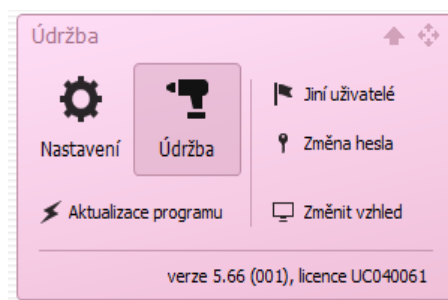 Údržba
Nastavení
Údržba
Aktualizace programu
Jiní uživatelé
Změna hesla
Změnit vzhled
verze 5.66 (001), licence UC040061